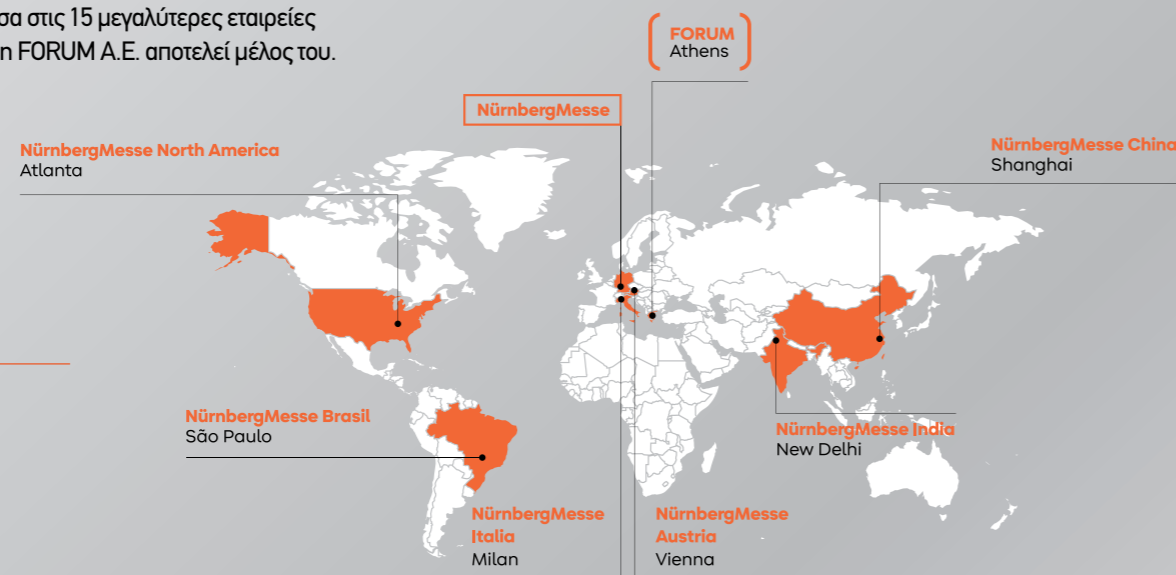 στις 15 μεγαλύτερες εταιρείες
η FORUM Α.Ε. αποτελεί μέλος του.
FORUM
Athens
NürnbergMesse
NürnbergMesse North America
Atlanta
NürnbergMesse China
Shanghai
NürnbergMesse Brasil
São Paulo
NürnbergMesse India
New Delhi
NürnbergMesse
Italia
Milan
NürnbergMesse
Austria
Vienna